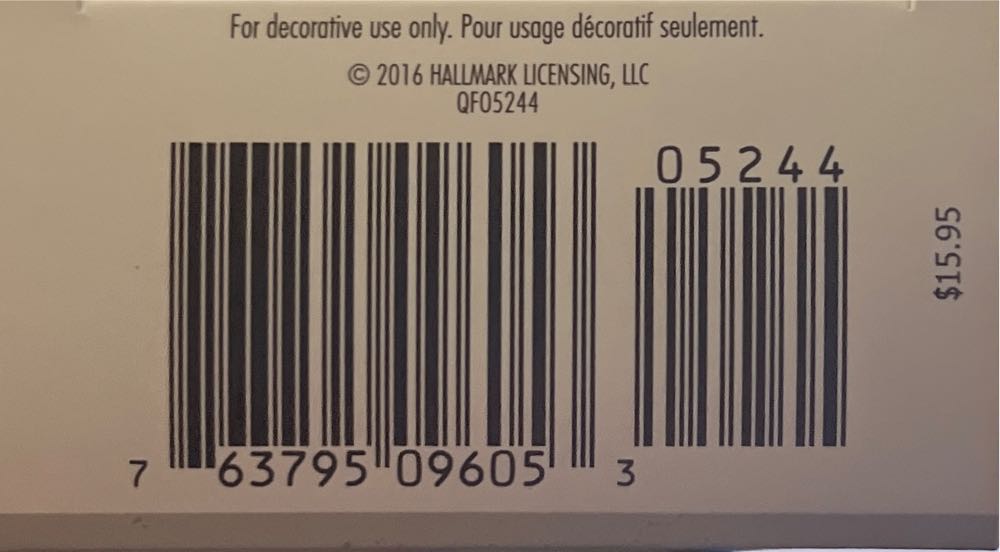 For decorative use only. Pour usage décoratif seulement.
© 2016 HALLMARK LICENSING, LLC
QFO5244
05244
$15.95
7 63795 09605 3